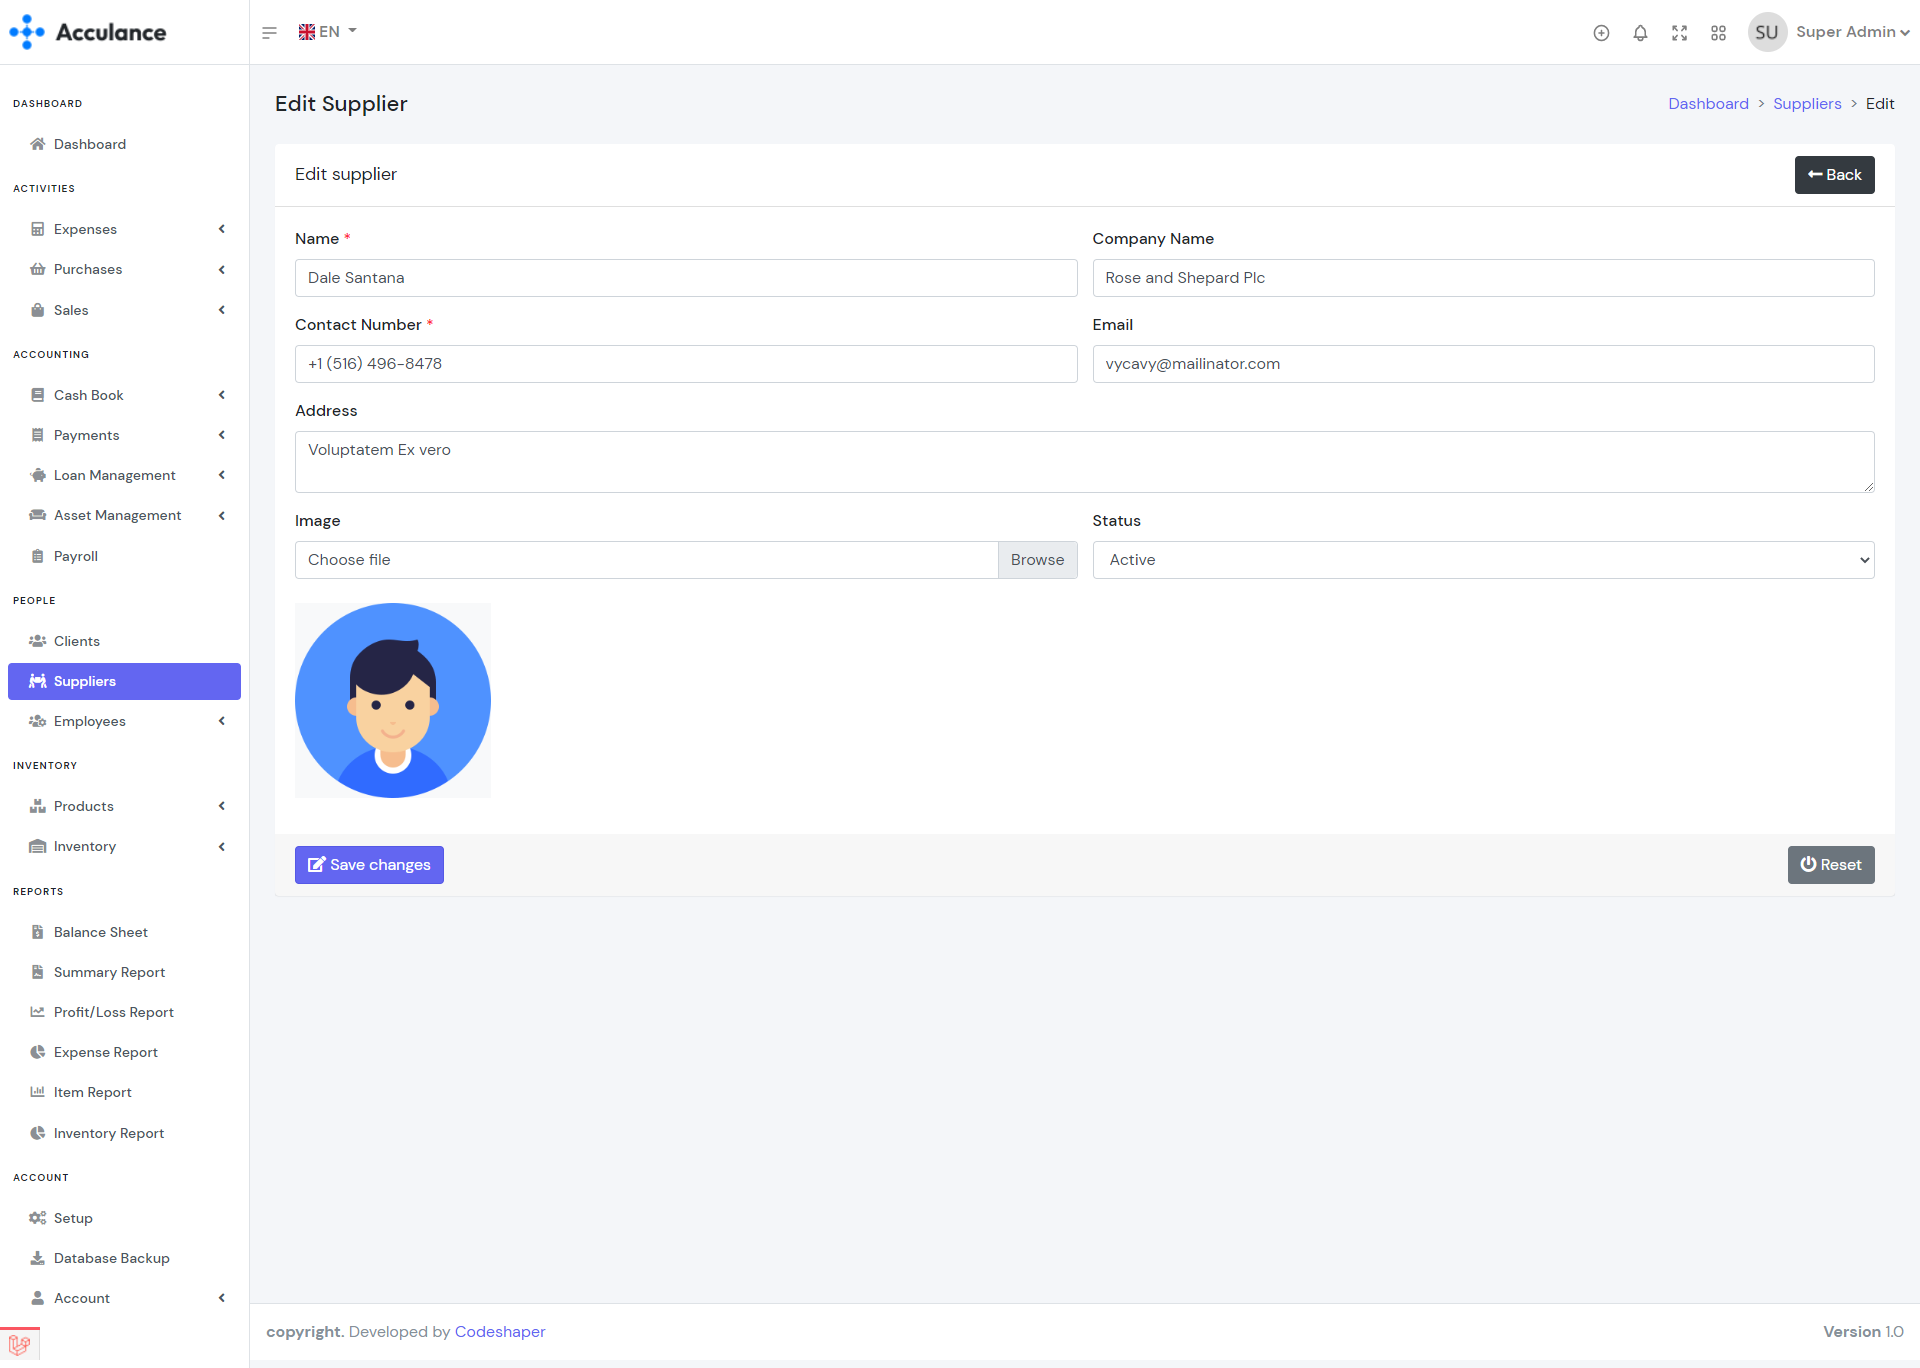 Acculance
EN
SU Super Admin
DASHBOARD
Dashboard
ACTIVITIES
Expenses
Purchases
Sales
ACCOUNTING
Cash Book
Payments
Loan Management
Asset Management
Payroll
PEOPLE
Clients
Suppliers
Employees
INVENTORY
Products
Inventory
REPORTS
Balance Sheet
Summary Report
Profit/Loss Report
Expense Report
Item Report
Inventory Report
ACCOUNT
Setup
Database Backup
Account
Edit Supplier
Dashboard > Suppliers > Edit
Edit supplier
Back
Name *
Dale Santana
Company Name
Rose and Shepard Plc
Contact Number *
+1 (516) 496-8478
Email
vycavy@mailinator.com
Address
Voluptatem Ex vero
Image
Choose file Browse
Status
Active
Save changes
Reset
copyright. Developed by Codeshaper
Version 1.0